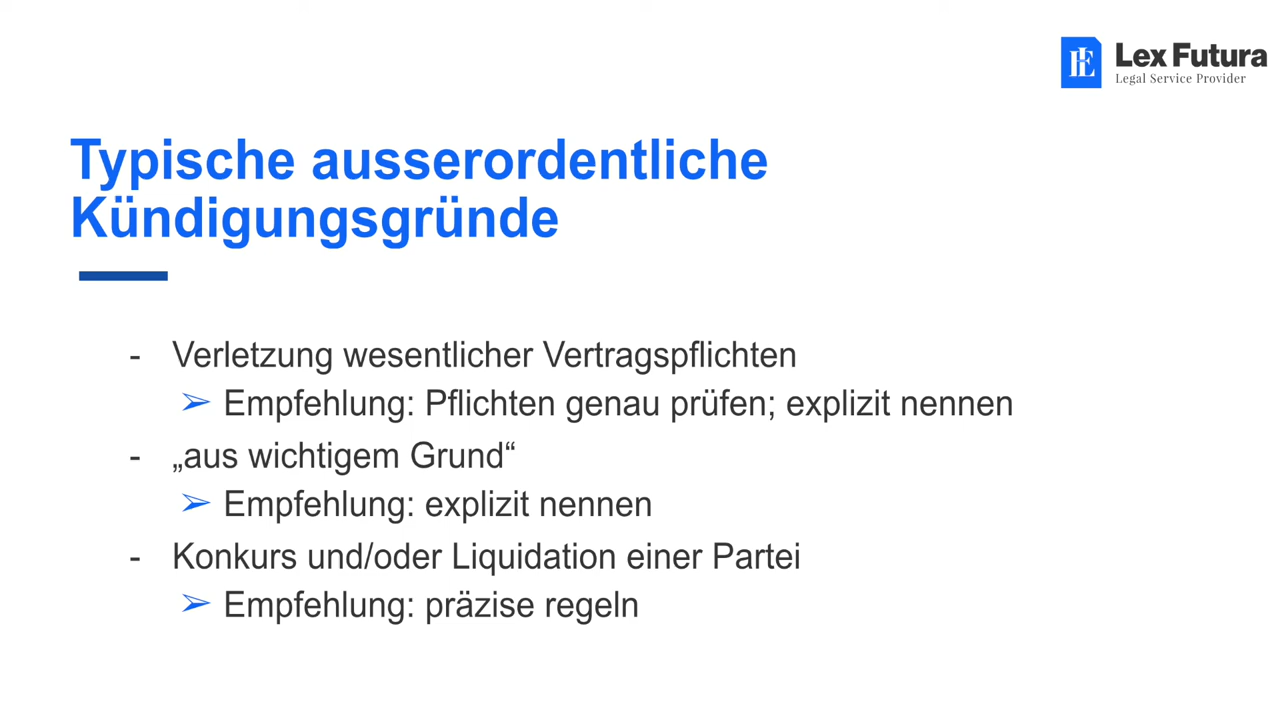 Lex Futura
Legal Service Provider
Typische ausserordentliche
Kündigungsgründe
- Verletzung wesentlicher Vertragspflichten
➢ Empfehlung: Pflichten genau prüfen; explizit nennen
- „aus wichtigem Grund“
➢ Empfehlung: explizit nennen
- Konkurs und/oder Liquidation einer Partei
➢ Empfehlung: präzise regeln